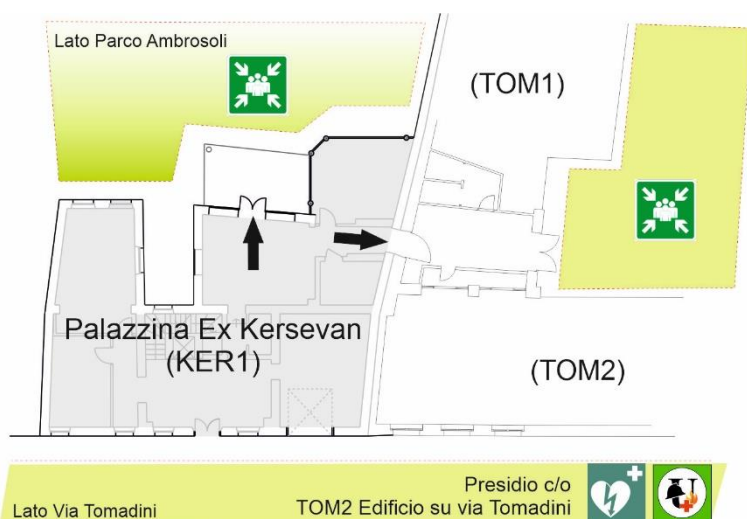 Lato Parco Ambrosoli
(TOM1)
Palazzina Ex Kersevan
(KER1)
(TOM2)
Presidio c/o
TOM2 Edificio su via Tomadini
Lato Via Tomadini